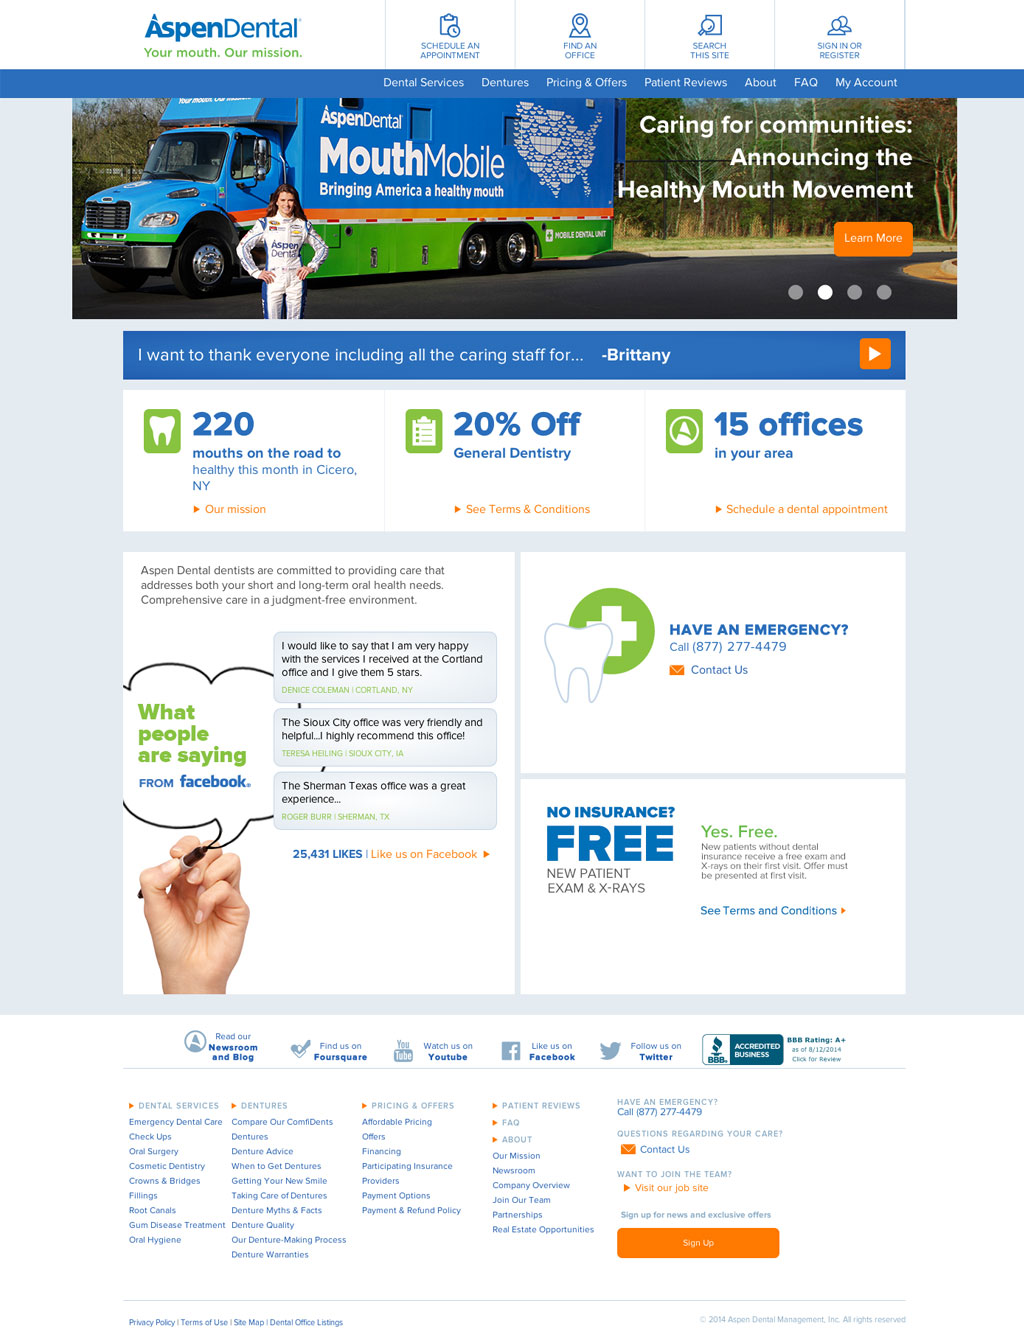 AspenDental
Your mouth. Our mission.
SCHEDULE AN
APPOINTMENT
FIND AN
OFFICE
SEARCH
THIS SITE
SIGN IN OR
REGISTER
Dental Services Dentures Pricing & Offers Patient Reviews About FAQ My Account
Your mouth. Our mission.
AspenDental
MouthMobile
Bringing America a healthy mouth
MOBILE DENTAL UNIT
Aspen
Dental
Caring for communities:
Announcing the
Healthy Mouth Movement
Learn More
I want to thank everyone including all the caring staff for... -Brittany
220
mouths on the road to
healthy this month in Cicero,
NY
Our mission
20% Off
General Dentistry
See Terms & Conditions
15 offices
in your area
Schedule a dental appointment
Aspen Dental dentists are committed to providing care that
addresses both your short and long-term oral health needs.
Comprehensive care in a judgment-free environment.
What
people
are saying
FROM facebook®
I would like to say that I am very happy
with the services I received at the Cortland
office and I give them 5 stars.
DENICE COLEMAN | CORTLAND, NY
The Sioux City office was very friendly and
helpful...I highly recommend this office!
TERESA HEILING | SIOUX CITY, IA
The Sherman Texas office was a great
experience...
ROGER BURR | SHERMAN, TX
25,431 LIKES | Like us on Facebook
HAVE AN EMERGENCY?
Call (877) 277-4479
Contact Us
NO INSURANCE?
FREE
NEW PATIENT
EXAM & X-RAYS
Yes. Free.
New patients without dental
insurance receive a free exam and
X-rays on their first visit. Offer must
be presented at first visit.
See Terms and Conditions
Read our
Newsroom
and Blog
Find us on
Foursquare
You
Tube
Watch us on
Youtube
Like us on
Facebook
Follow us on
Twitter
BBB
ACCREDITED
BUSINESS
BBB Rating: A+
as of 8/12/2014
Click for Review
DENTAL SERVICES
Emergency Dental Care
Check Ups
Oral Surgery
Cosmetic Dentistry
Crowns & Bridges
Fillings
Root Canals
Gum Disease Treatment
Oral Hygiene
DENTURES
Compare Our ComfiDents
Dentures
Denture Advice
When to Get Dentures
Getting Your New Smile
Taking Care of Dentures
Denture Myths & Facts
Denture Quality
Our Denture-Making Process
Denture Warranties
PRICING & OFFERS
Affordable Pricing
Offers
Financing
Participating Insurance
Providers
Payment Options
Payment & Refund Policy
PATIENT REVIEWS
FAQ
ABOUT
Our Mission
Newsroom
Company Overview
Join Our Team
Partnerships
Real Estate Opportunities
HAVE AN EMERGENCY?
Call (877) 277-4479
QUESTIONS REGARDING YOUR CARE?
Contact Us
WANT TO JOIN THE TEAM?
Visit our job site
Sign up for news and exclusive offers
Sign Up
Privacy Policy | Terms of Use | Site Map | Dental Office Listings
© 2014 Aspen Dental Management, Inc. All rights reserved